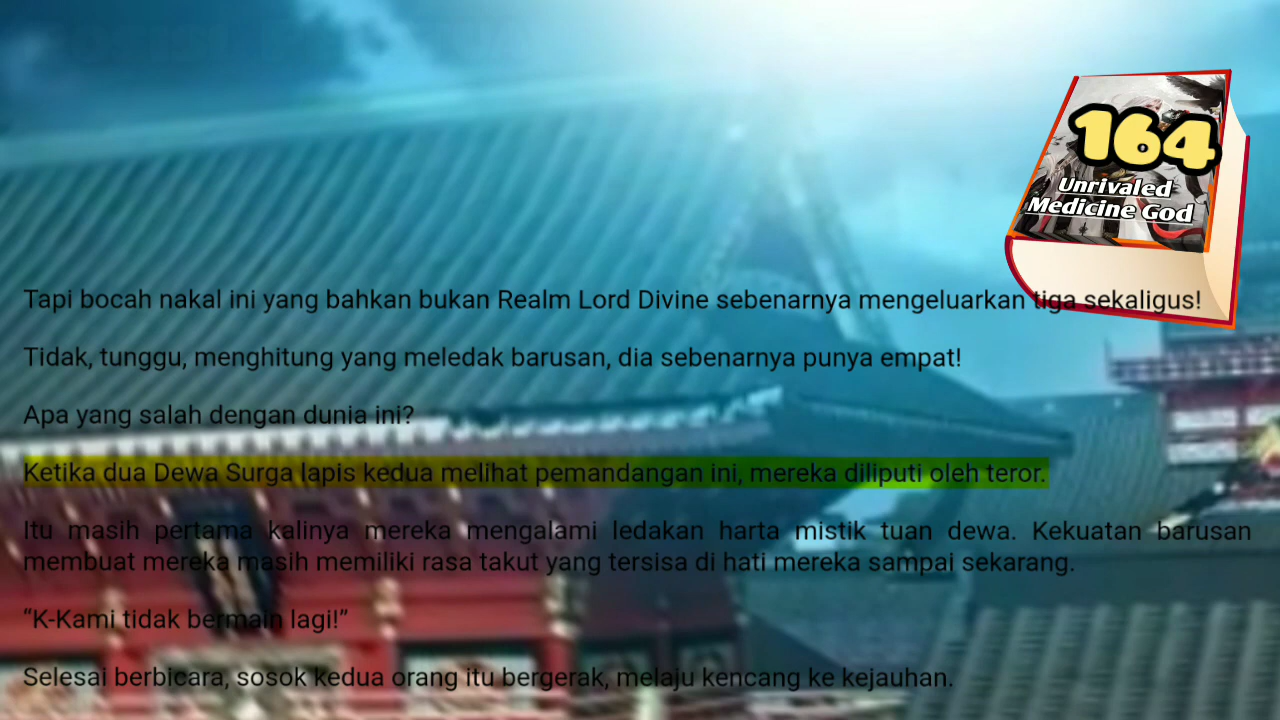 164
Unrivaled
Medicine God
Tapi bocah nakal ini yang bahkan bukan Realm Lord Divine sebenarnya mengeluarkan tiga sekaligus!
Tidak, tunggu, menghitung yang meledak barusan, dia sebenarnya punya empat!
Apa yang salah dengan dunia ini?
Ketika dua Dewa Surga lapis kedua melihat pemandangan ini, mereka diliputi oleh teror.
Itu masih pertama kalinya mereka mengalami ledakan harta mistik tuan dewa. Kekuatan barusan
membuat mereka masih memiliki rasa takut yang tersisa di hati mereka sampai sekarang.
“K-Kami tidak bermain lagi!”
Selesai berbicara, sosok kedua orang itu bergerak, melaju kencang ke kejauhan.